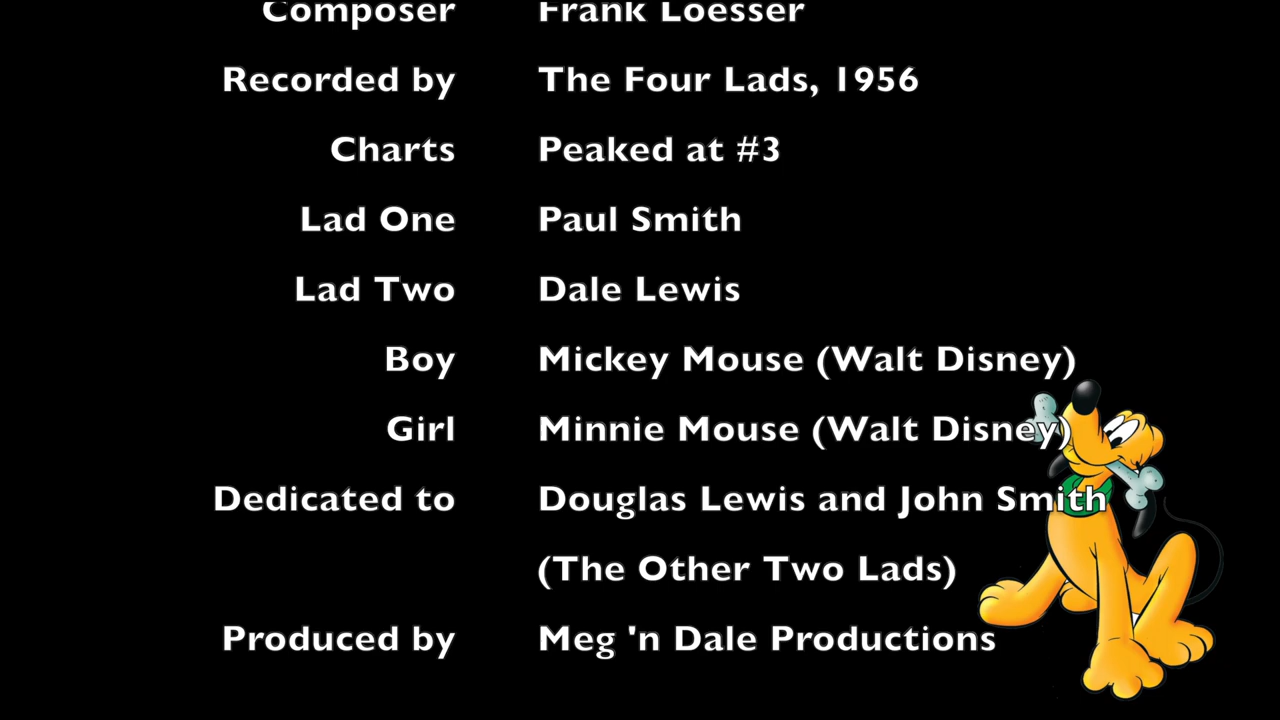 Composer Frank Loesser
Recorded by The Four Lads, 1956
Charts Peaked at #3
Lad One Paul Smith
Lad Two Dale Lewis
Boy Mickey Mouse (Walt Disney)
Girl Minnie Mouse (Walt Disney)
Dedicated to Douglas Lewis and John Smith
(The Other Two Lads)
Produced by Meg 'n Dale Productions